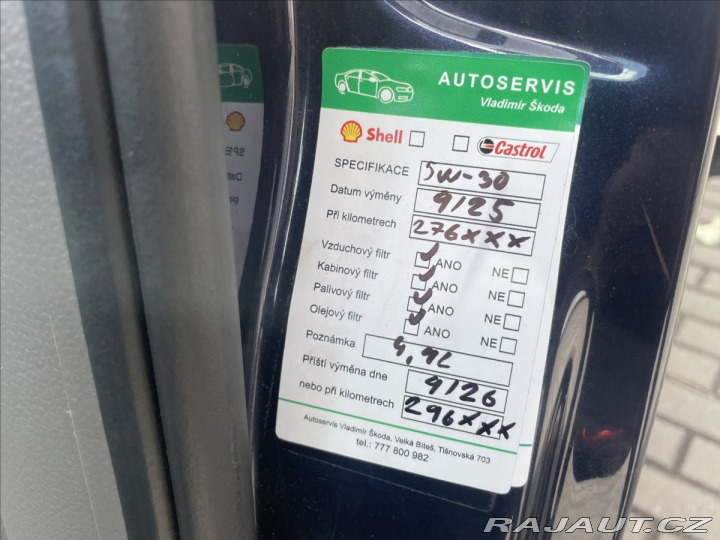 AUTOSERVIS
Vladimír Škoda
Shell Castrol
SPECIFIKACE 5W-30
Datum výměny 9/25
Při kilometrech 276xxx
Vzduchový filtr ANO NE
Kabinový filtr ANO NE
Palivový filtr ANO NE
Olejový filtr ANO NE
Poznámka 4,4L
Příští výměna dne 9/26
nebo při kilometrech 296xxx
Autoservis Vladimír Škoda, Velká Bíteš, Tišnovská 703
tel.: 777 800 982
RAJAUT.CZ